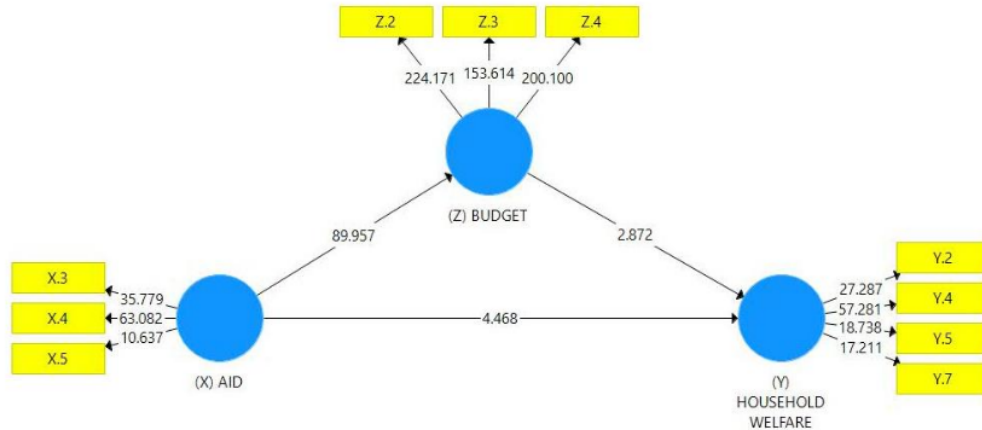 Z.2
Z.3
Z.4
224.171
153.614
200.100
(Z) BUDGET
89.957
2.872
X.3
X.4
X.5
35.779
63.082
10.637
(X) AID
4.468
27.287
57.281
18.738
17.211
Y.2
Y.4
Y.5
Y.7
(Y)
HOUSEHOLD
WELFARE